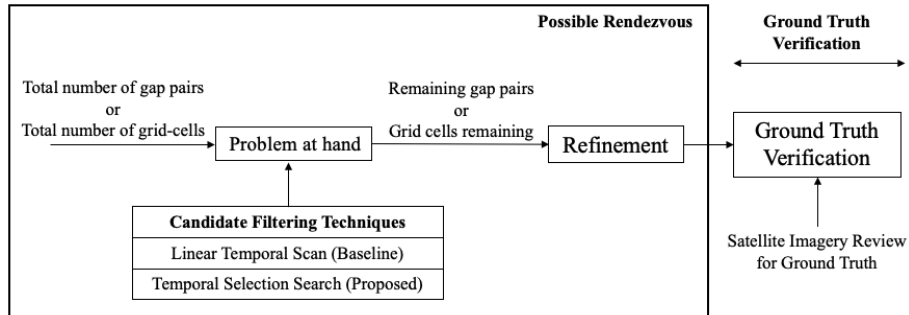 Possible Rendezvous
Ground Truth
Verification
Total number of gap pairs
or
Total number of grid-cells
Problem at hand
Remaining gap pairs
or
Grid cells remaining
Refinement
Ground Truth
Verification
Candidate Filtering Techniques
Linear Temporal Scan (Baseline)
Temporal Selection Search (Proposed)
Satellite Imagery Review
for Ground Truth